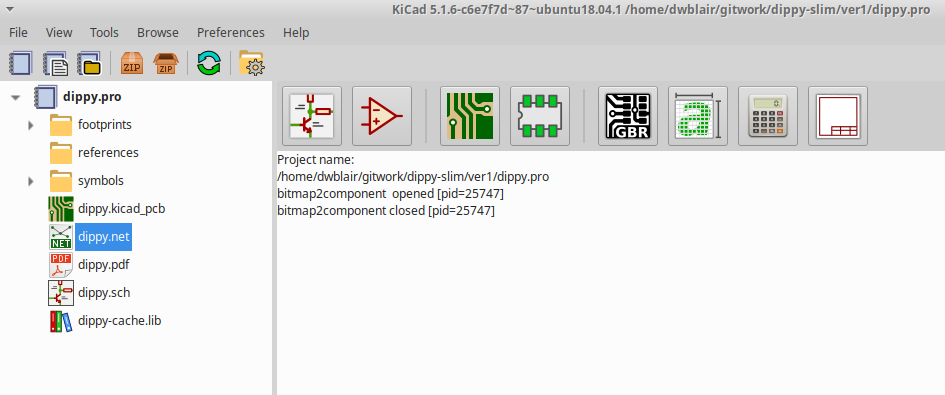 KiCad 5.1.6-c6e7f7d~87~ubuntu18.04.1 /home/dwblair/gitwork/dippy-slim/ver1/dippy.pro
File View Tools Browse Preferences Help
ZIP ZIP
dippy.pro
footprints
references
symbols
dippy.kicad_pcb
NET dippy.net
PDF dippy.pdf
dippy.sch
dippy-cache.lib
GBR a
Project name:
/home/dwblair/gitwork/dippy-slim/ver1/dippy.pro
bitmap2component  opened [pid=25747]
bitmap2component closed [pid=25747]